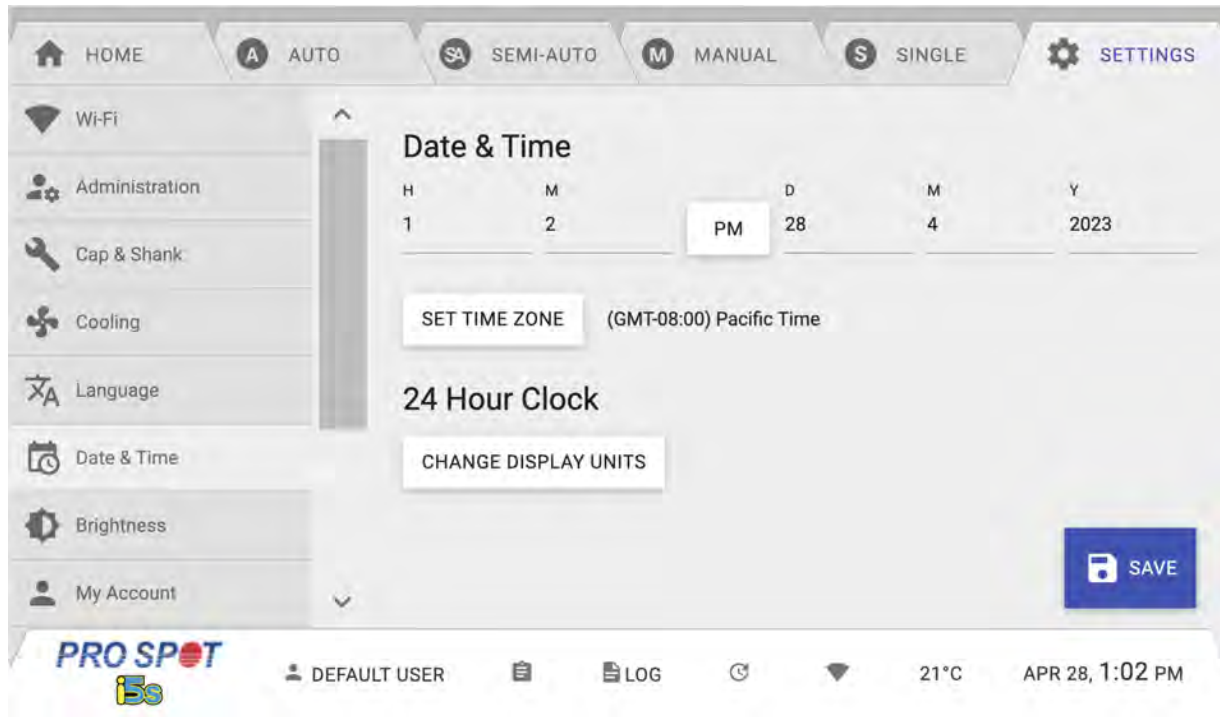 HOME A AUTO SA SEMI-AUTO M MANUAL S SINGLE SETTINGS
Wi-Fi
Administration
Cap & Shank
Cooling
Language
Date & Time
Brightness
My Account
Date & Time
H M D M Y
1 2 PM 28 4 2023
SET TIME ZONE (GMT-08:00) Pacific Time
24 Hour Clock
CHANGE DISPLAY UNITS
SAVE
PRO SPOT
i5s
DEFAULT USER LOG 21°C APR 28, 1:02 PM